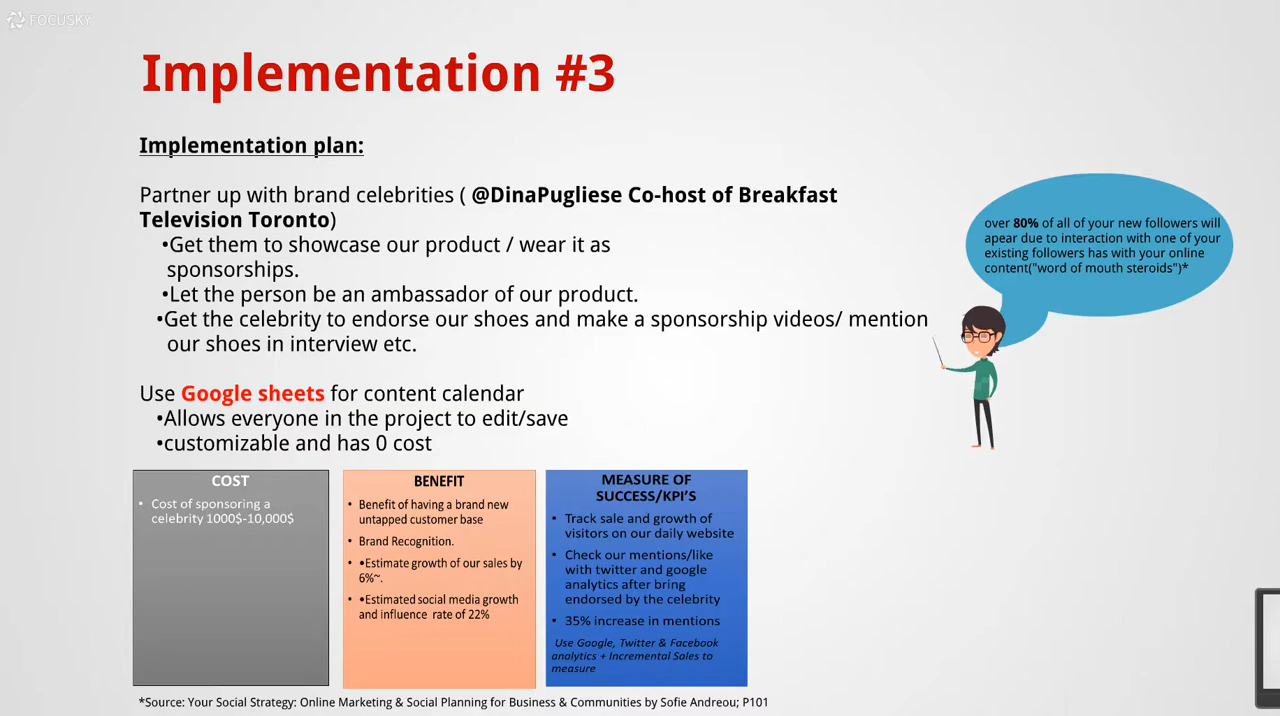 FOCUSKY
Implementation #3
Implementation plan:
Partner up with brand celebrities ( @DinaPugliese Co-host of Breakfast
Television Toronto)
•Get them to showcase our product / wear it as
sponsorships.
•Let the person be an ambassador of our product.
•Get the celebrity to endorse our shoes and make a sponsorship videos/ mention
our shoes in interview etc.
Use Google sheets for content calendar
•Allows everyone in the project to edit/save
•customizable and has 0 cost
over 80% of all of your new followers will
apear due to interaction with one of your
existing followers has with your online
content("word of mouth steroids")*
COST
• Cost of sponsoring a
celebrity 1000$-10,000$
BENEFIT
• Benefit of having a brand new
untapped customer base
• Brand Recognition.
• •Estimate growth of our sales by
6%~.
• •Estimated social media growth
and influence rate of 22%
MEASURE OF
SUCCESS/KPI'S
• Track sale and growth of
visitors on our daily website
• Check our mentions/like
with twitter and google
analytics after bring
endorsed by the celebrity
• 35% increase in mentions
Use Google, Twitter & Facebook
analytics + Incremental Sales to
measure
*Source: Your Social Strategy: Online Marketing & Social Planning for Business & Communities by Sofie Andreou; P101